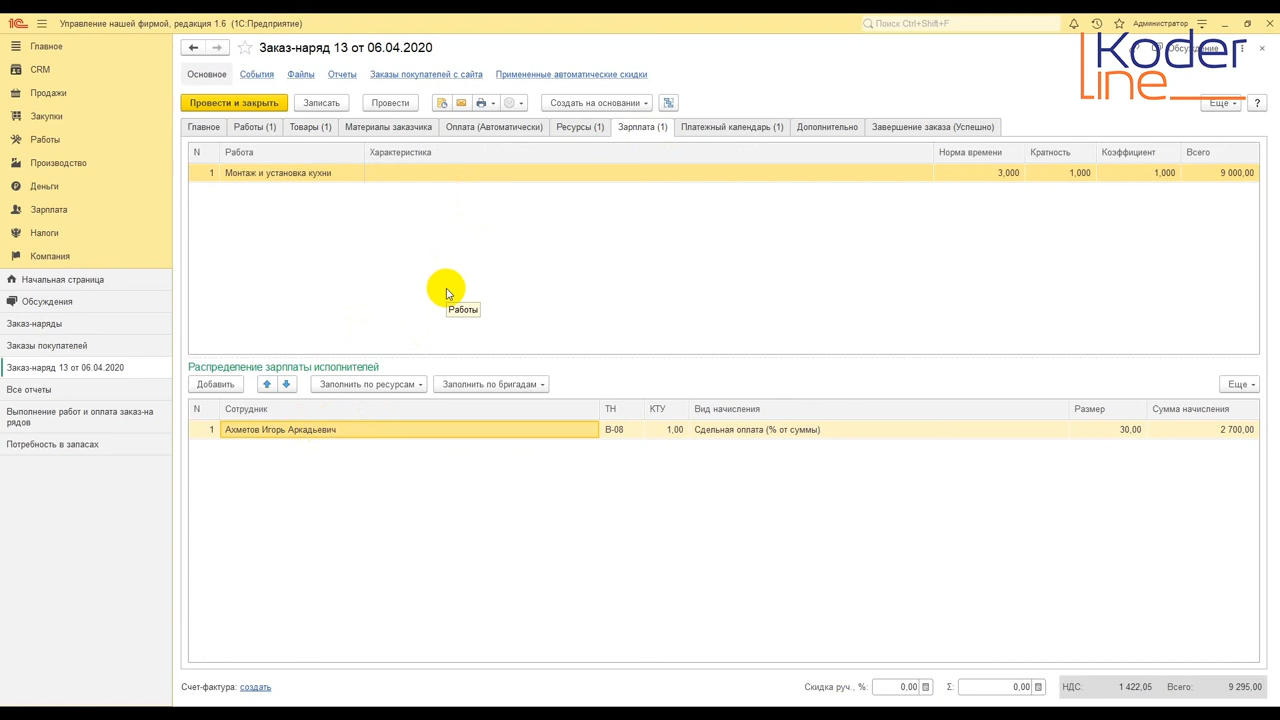 Управление нашей фирмой, редакция 1.6 (1С:Предприятие)
Поиск Ctrl+Shift+F
Администратор
Главное
CRM
Продажи
Закупки
Работы
Производство
Деньги
Зарплата
Налоги
Компания
Начальная страница
Обсуждения
Заказ-наряды
Заказы покупателей
Заказ-наряд 13 от 06.04.2020
Все отчеты
Выполнение работ и оплата заказ-на
рядов
Потребность в запасах
Заказ-наряд 13 от 06.04.2020
Обсуждение
Koder
line
Основное События Файлы Отчеты Заказы покупателей с сайта Примененные автоматические скидки
Провести и закрыть Записать Провести Создать на основании Еще ?
Главное Работы (1) Товары (1) Материалы заказчика Оплата (Автоматически) Ресурсы (1) Зарплата (1) Платежный календарь (1) Дополнительно Завершение заказа (Успешно)
N Работа Характеристика Норма времени Кратность Коэффициент Всего
1 Монтаж и установка кухни 3,000 1,000 1,000 9 000,00
Работы
Распределение зарплаты исполнителей
Добавить Заполнить по ресурсам Заполнить по бригадам Еще
N Сотрудник ТН КТУ Вид начисления Размер Сумма начисления
1 Ахметов Игорь Аркадьевич В-08 1,00 Сдельная оплата (% от суммы) 30,00 2 700,00
Счет-фактура: создать Скидка руч., %: 0,00 Σ: 0,00 НДС: 1 422,05 Всего: 9 295,00